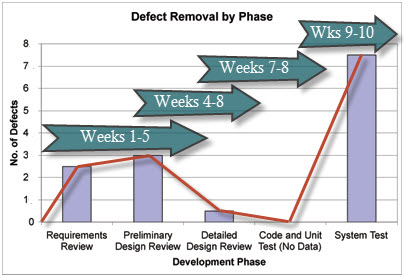 Defect Removal by Phase
Wks 9-10
Weeks 7-8
Weeks 4-8
Weeks 1-5
No. of Defects
8
7
6
5
4
3
2
1
0
Requirements
Review
Preliminary
Design Review
Detailed
Design Review
Code and Unit
Test (No Data)
System Test
Development Phase